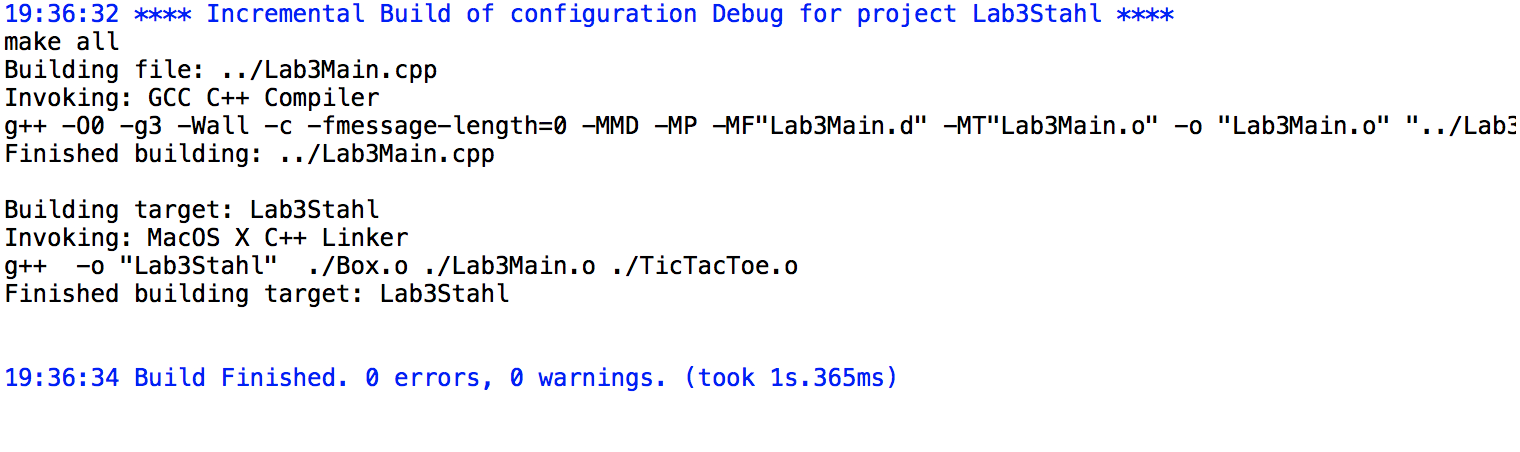 19:36:32 **** Incremental Build of configuration Debug for project Lab3Stahl ****
make all
Building file: ../Lab3Main.cpp
Invoking: GCC C++ Compiler
g++ -O0 -g3 -Wall -c -fmessage-length=0 -MMD -MP -MF"Lab3Main.d" -MT"Lab3Main.o" -o "Lab3Main.o" "../Lab3
Finished building: ../Lab3Main.cpp
Building target: Lab3Stahl
Invoking: MacOS X C++ Linker
g++  -o "Lab3Stahl"  ./Box.o ./Lab3Main.o ./TicTacToe.o
Finished building target: Lab3Stahl
19:36:34 Build Finished. 0 errors, 0 warnings. (took 1s.365ms)